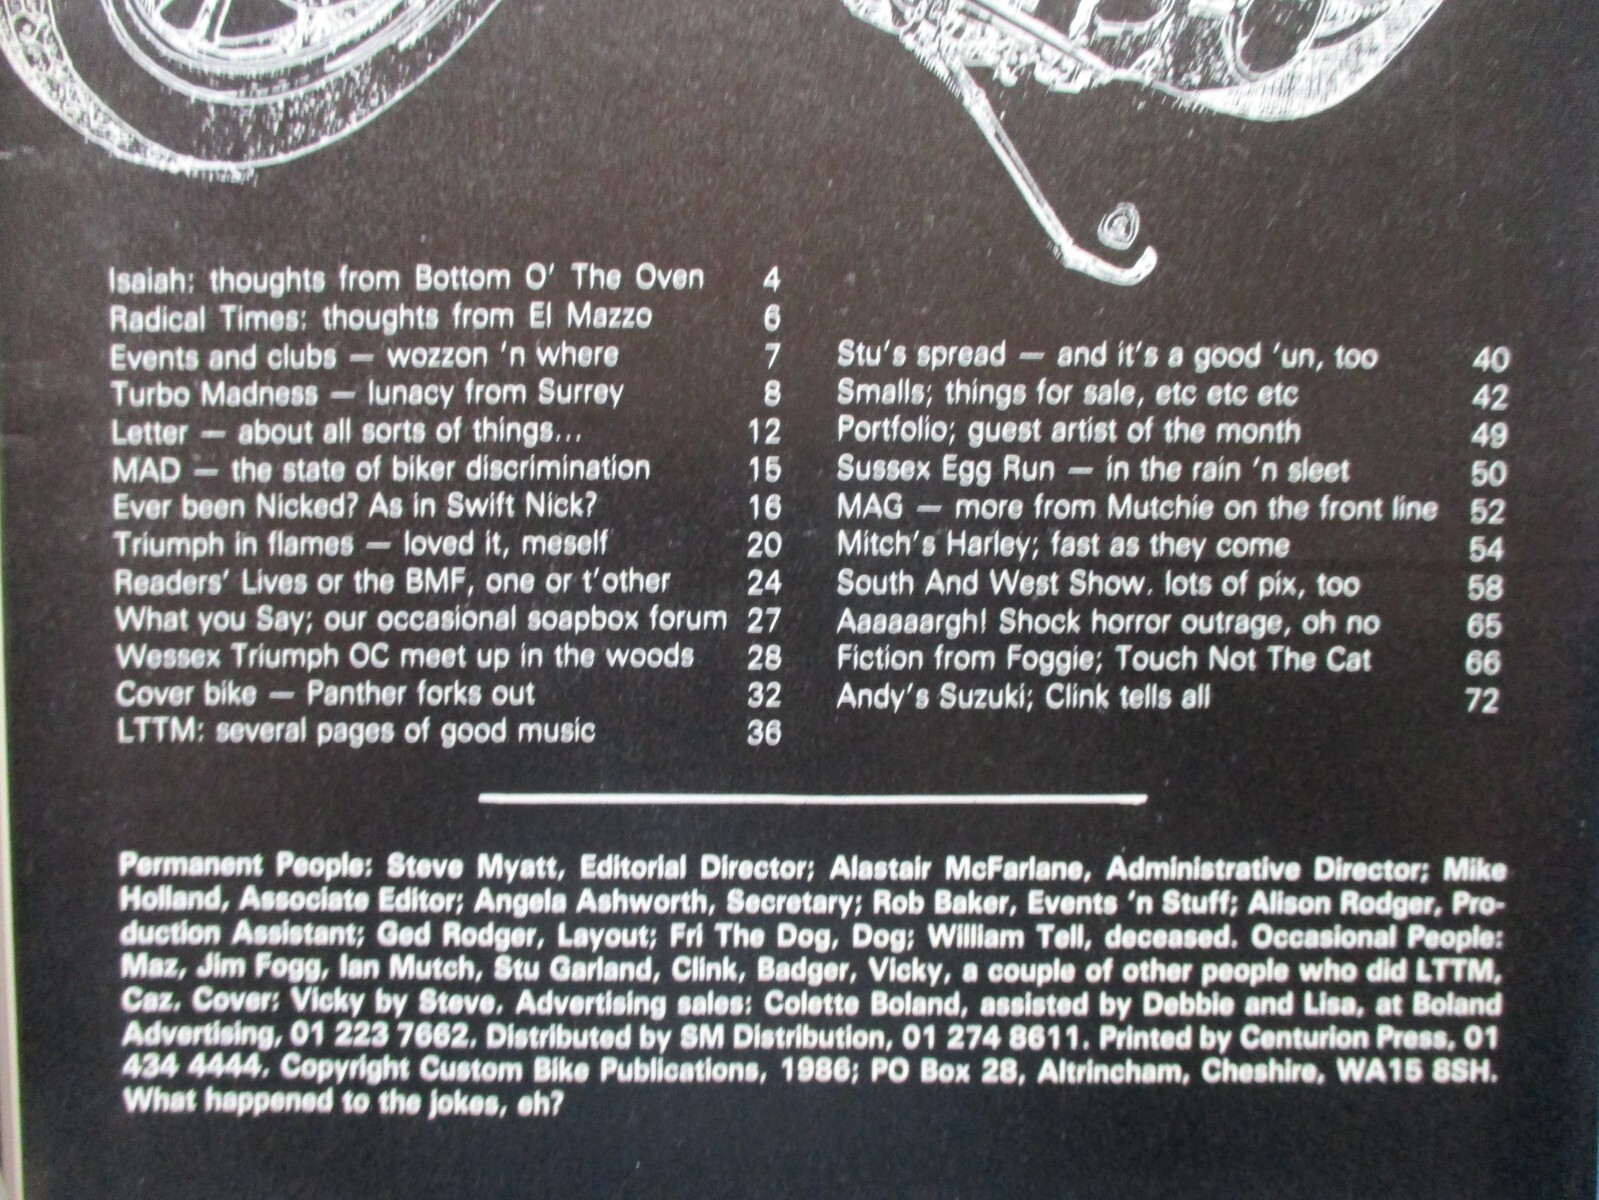 Isaiah: thoughts from Bottom O' The Oven 4
Radical Times: thoughts from El Mazzo 6
Events and clubs — wozzon 'n where 7
Turbo Madness — lunacy from Surrey 8
Letter — about all sorts of things... 12
MAD — the state of biker discrimination 15
Ever been Nicked? As in Swift Nick? 16
Triumph in flames — loved it, meself 20
Readers' Lives or the BMF, one or t'other 24
What you Say; our occasional soapbox forum 27
Wessex Triumph OC meet up in the woods 28
Cover bike — Panther forks out 32
LTTM: several pages of good music 36
Stu's spread — and it's a good 'un, too 40
Smalls; things for sale, etc etc etc 42
Portfolio; guest artist of the month 49
Sussex Egg Run — in the rain 'n sleet 50
MAG — more from Mutchie on the front line 52
Mitch's Harley; fast as they come 54
South And West Show. lots of pix, too 58
Aaaaaargh! Shock horror outrage, oh no 65
Fiction from Foggie; Touch Not The Cat 66
Andy's Suzuki; Clink tells all 72
Permanent People: Steve Myatt, Editorial Director; Alastair McFarlane, Administrative Director; Mike
Holland, Associate Editor; Angela Ashworth, Secretary; Rob Baker, Events 'n Stuff; Alison Rodger, Pro-
duction Assistant; Ged Rodger, Layout; Fri The Dog, Dog; William Tell, deceased. Occasional People:
Maz, Jim Fogg, Ian Mutch, Stu Garland, Clink, Badger, Vicky, a couple of other people who did LTTM,
Caz. Cover: Vicky by Steve. Advertising sales: Colette Boland, assisted by Debbie and Lisa, at Boland
Advertising, 01 223 7662. Distributed by SM Distribution, 01 274 8611. Printed by Centurion Press, 01
434 4444. Copyright Custom Bike Publications, 1986; PO Box 28, Altrincham, Cheshire, WA15 8SH.
What happened to the jokes, eh?